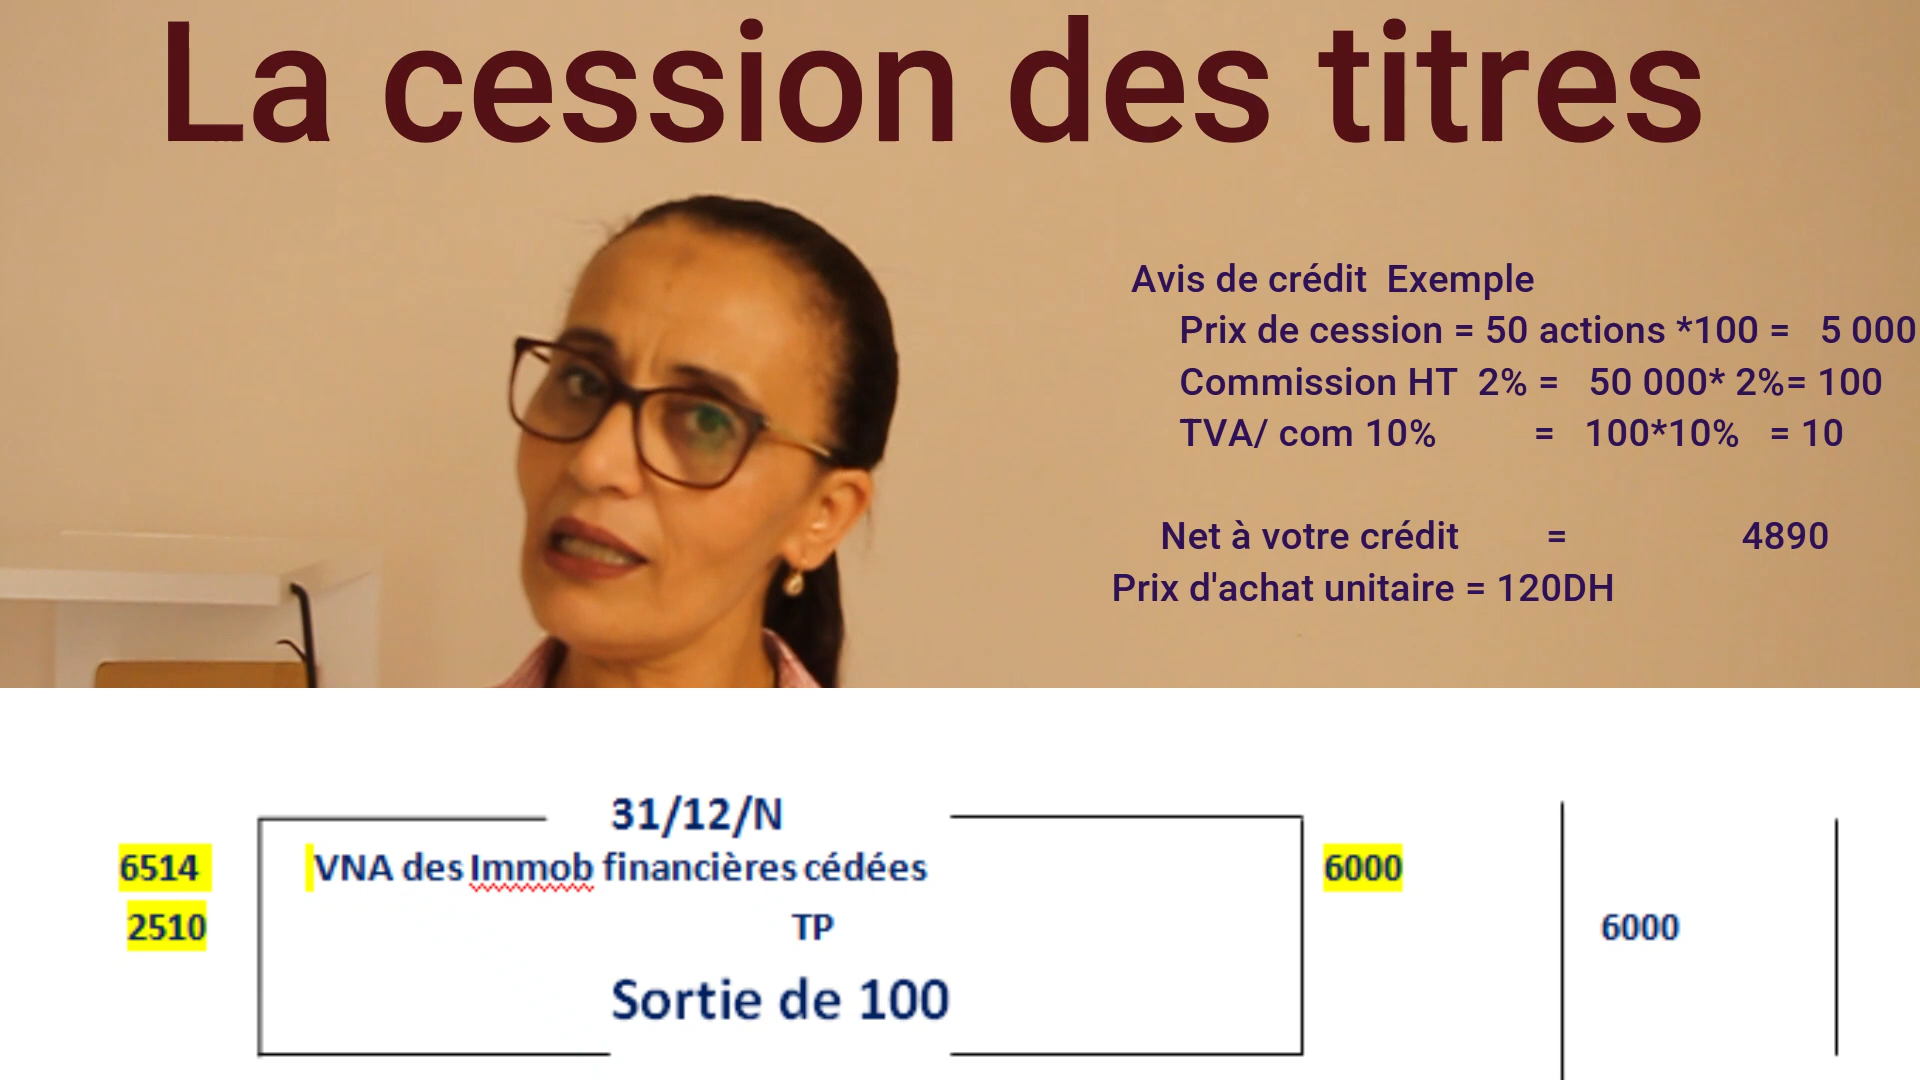 La cession des titres
Avis de crédit Exemple
Prix de cession = 50 actions *100 = 5 000
Commission HT 2% = 50 000* 2%= 100
TVA/ com 10% = 100*10% = 10
Net à votre crédit = 4890
Prix d'achat unitaire = 120DH
31/12/N
6514 VNA des Immob financières cédées 6000
2510 TP 6000
Sortie de 100